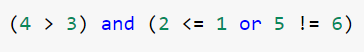 (4 > 3) and (2 <= 1 or 5 != 6)